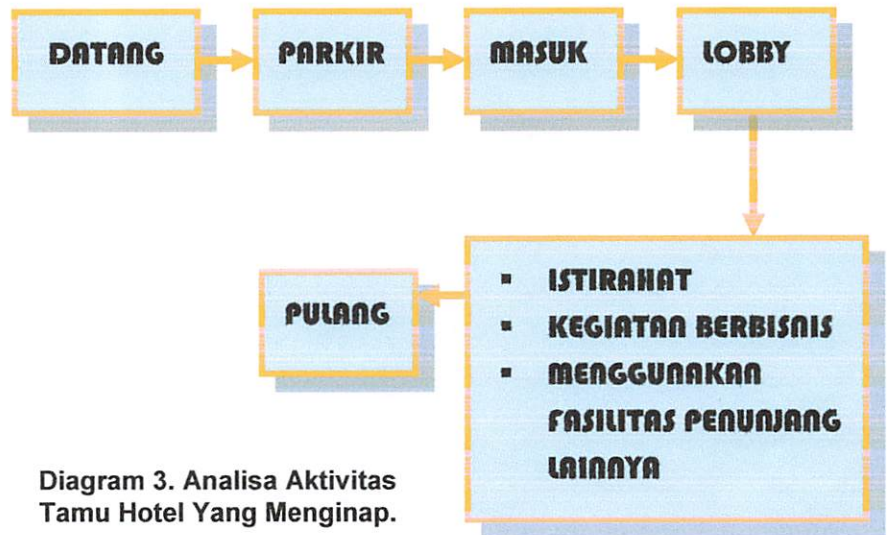 DATANG
PARKIR
MASUK
LOBBY
▪ ISTIRAHAT
▪ KEGIATAN BERBISNIS
▪ MENGGUNAKAN
FASILITAS PENUNJANG
LAINNYA
PULANG
Diagram 3. Analisa Aktivitas
Tamu Hotel Yang Menginap.